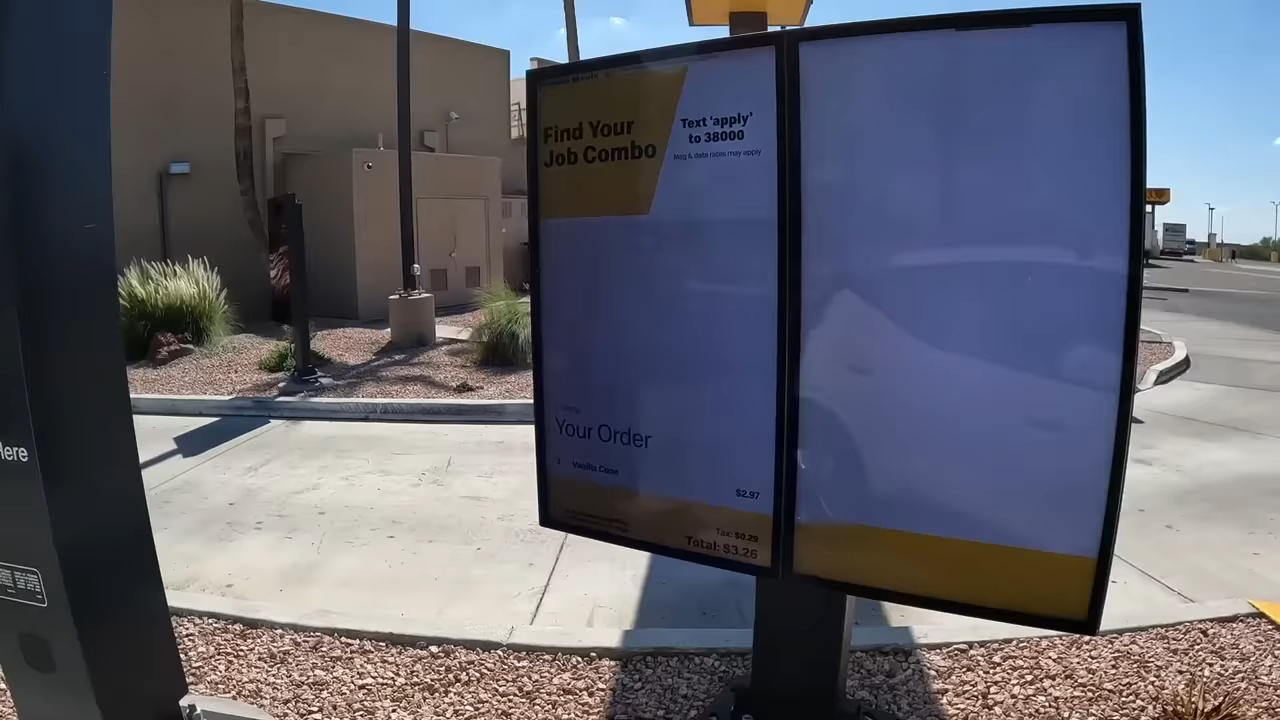 Find Your
Job Combo
Text 'apply'
to 38000
Msg & data rates may apply
Your Order
1 Vanilla Cone
$2.97
Tax: $0.29
Total: $3.26
Here